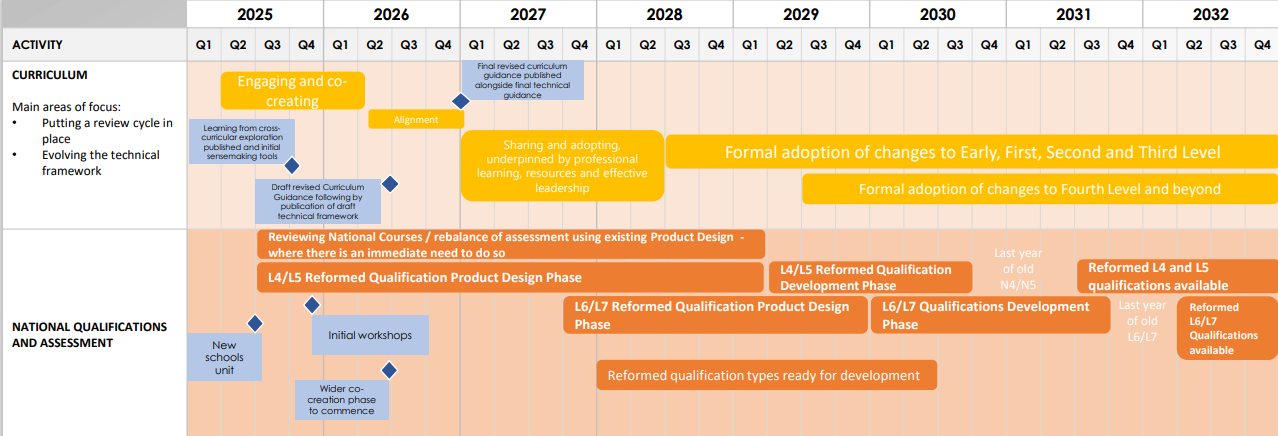 2025 2026 2027 2028 2029 2030 2031 2032
ACTIVITY Q1 Q2 Q3 Q4 Q1 Q2 Q3 Q4 Q1 Q2 Q3 Q4 Q1 Q2 Q3 Q4 Q1 Q2 Q3 Q4 Q1 Q2 Q3 Q4 Q1 Q2 Q3 Q4 Q1 Q2 Q3 Q4
CURRICULUM
Main areas of focus:
• Putting a review cycle in
place
• Evolving the technical
framework
Engaging and co-
creating
Final revised curriculum
guidance published
alongside final technical
guidance
Alignment
Learning from cross-
curricular exploration
published and initial
sensemaking tools
Draft revised Curriculum
Guidance following by
publication of draft
technical framework
Sharing and adopting,
underpinned by professional
learning, resources and effective
leadership
Formal adoption of changes to Early, First, Second and Third Level
Formal adoption of changes to Fourth Level and beyond
NATIONAL QUALIFICATIONS
AND ASSESSMENT
Reviewing National Courses / rebalance of assessment using existing Product Design -
where there is an immediate need to do so
L4/L5 Reformed Qualification Product Design Phase
L4/L5 Reformed Qualification
Development Phase
Last year
of old
N4/N5
Reformed L4 and L5
qualifications available
L6/L7 Reformed Qualification Product Design
Phase
L6/L7 Qualifications Development
Phase
Last year
of old
L6/L7
Reformed
L6/L7
Qualifications
available
New
schools
unit
Initial workshops
Wider co-
creation phase
to commence
Reformed qualification types ready for development